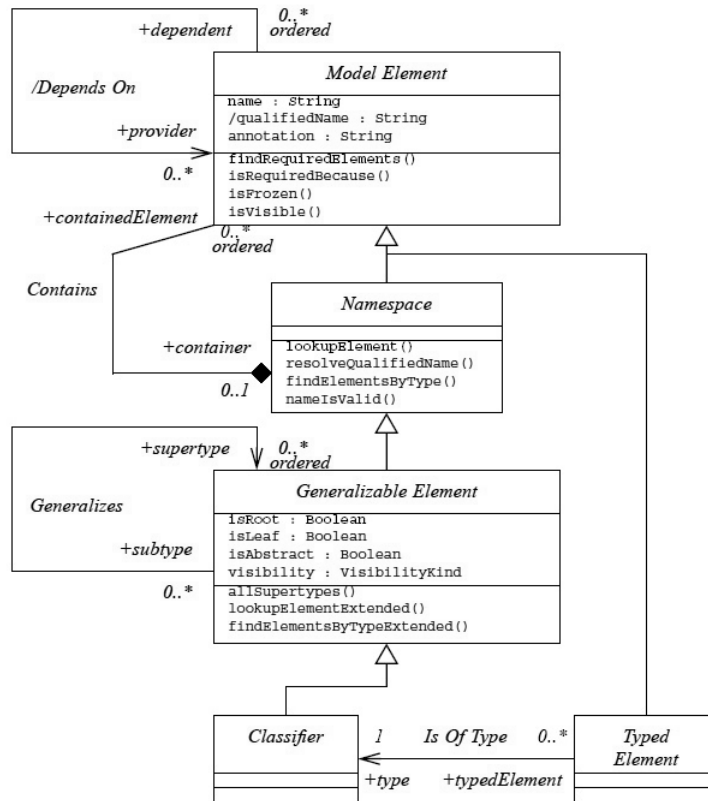 0..*
+dependent
ordered
Model Element
/Depends On
name : String
/qualifiedName : String
+provider
annotation : String
findRequiredElements()
0..*
isRequiredBecause()
isFrozen()
+containedElement
isVisible()
0..*
ordered
Contains
Namespace
+container
lookupElement()
resolveQualifiedName()
0..1
findElementsByType()
nameIsValid()
+supertype
0..*
ordered
Generalizable Element
Generalizes
isRoot : Boolean
isLeaf : Boolean
+subtype
isAbstract : Boolean
visibility : VisibilityKind
0..*
allSupertypes()
lookupElementExtended()
findElementsByTypeExtended()
Classifier
1
Is Of Type
0..*
Typed
Element
+type
+typedElement